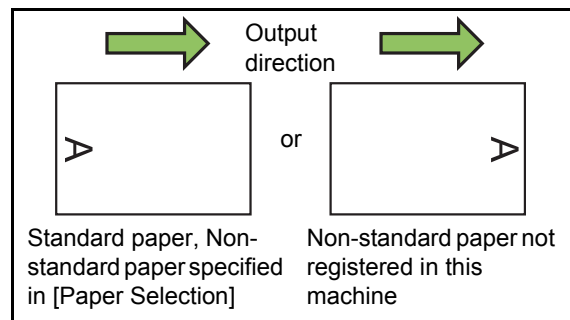 Output
direction
A
or
A
Standard paper, Non-
standard paper specified
in [Paper Selection]
Non-standard paper not
registered in this
machine